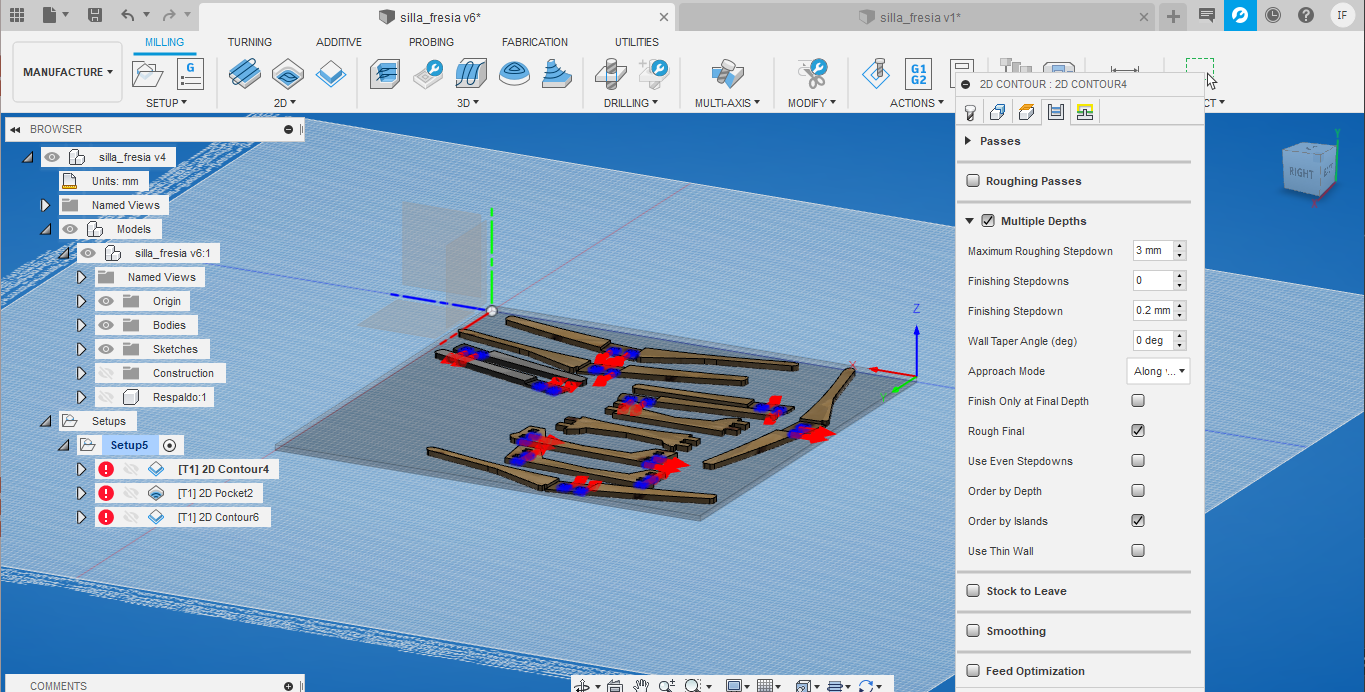 silla_fresia v6*
silla_fresia v1*
IF
MANUFACTURE
MILLING
TURNING
ADDITIVE
PROBING
FABRICATION
UTILITIES
G
G1
G2
SETUP
2D
3D
DRILLING
MULTI-AXIS
MODIFY
ACTIONS
CT
BROWSER
silla_fresia v4
Units: mm
Named Views
Models
silla_fresia v6:1
Named Views
Origin
Bodies
Sketches
Construction
Respaldo:1
Setups
Setup5
[T1] 2D Contour4
[T1] 2D Pocket2
[T1] 2D Contour6
COMMENTS
Z
X
Y
RIGHT
2D CONTOUR : 2D CONTOUR4
Passes
Roughing Passes
Multiple Depths
Maximum Roughing Stepdown 3 mm
Finishing Stepdowns 0
Finishing Stepdown 0.2 mm
Wall Taper Angle (deg) 0 deg
Approach Mode Along
Finish Only at Final Depth
Rough Final
Use Even Stepdowns
Order by Depth
Order by Islands
Use Thin Wall
Stock to Leave
Smoothing
Feed Optimization